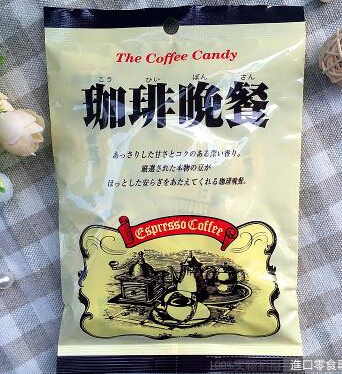 The Coffee Candy
こう ひい ばん さん
珈琲晩餐
あっさりした甘さとコクのある深い香り。
厳選された本物の豆が
ほっとした安らぎをあたえてくれる珈琲晩餐。
Espresso Coffee
進口零食